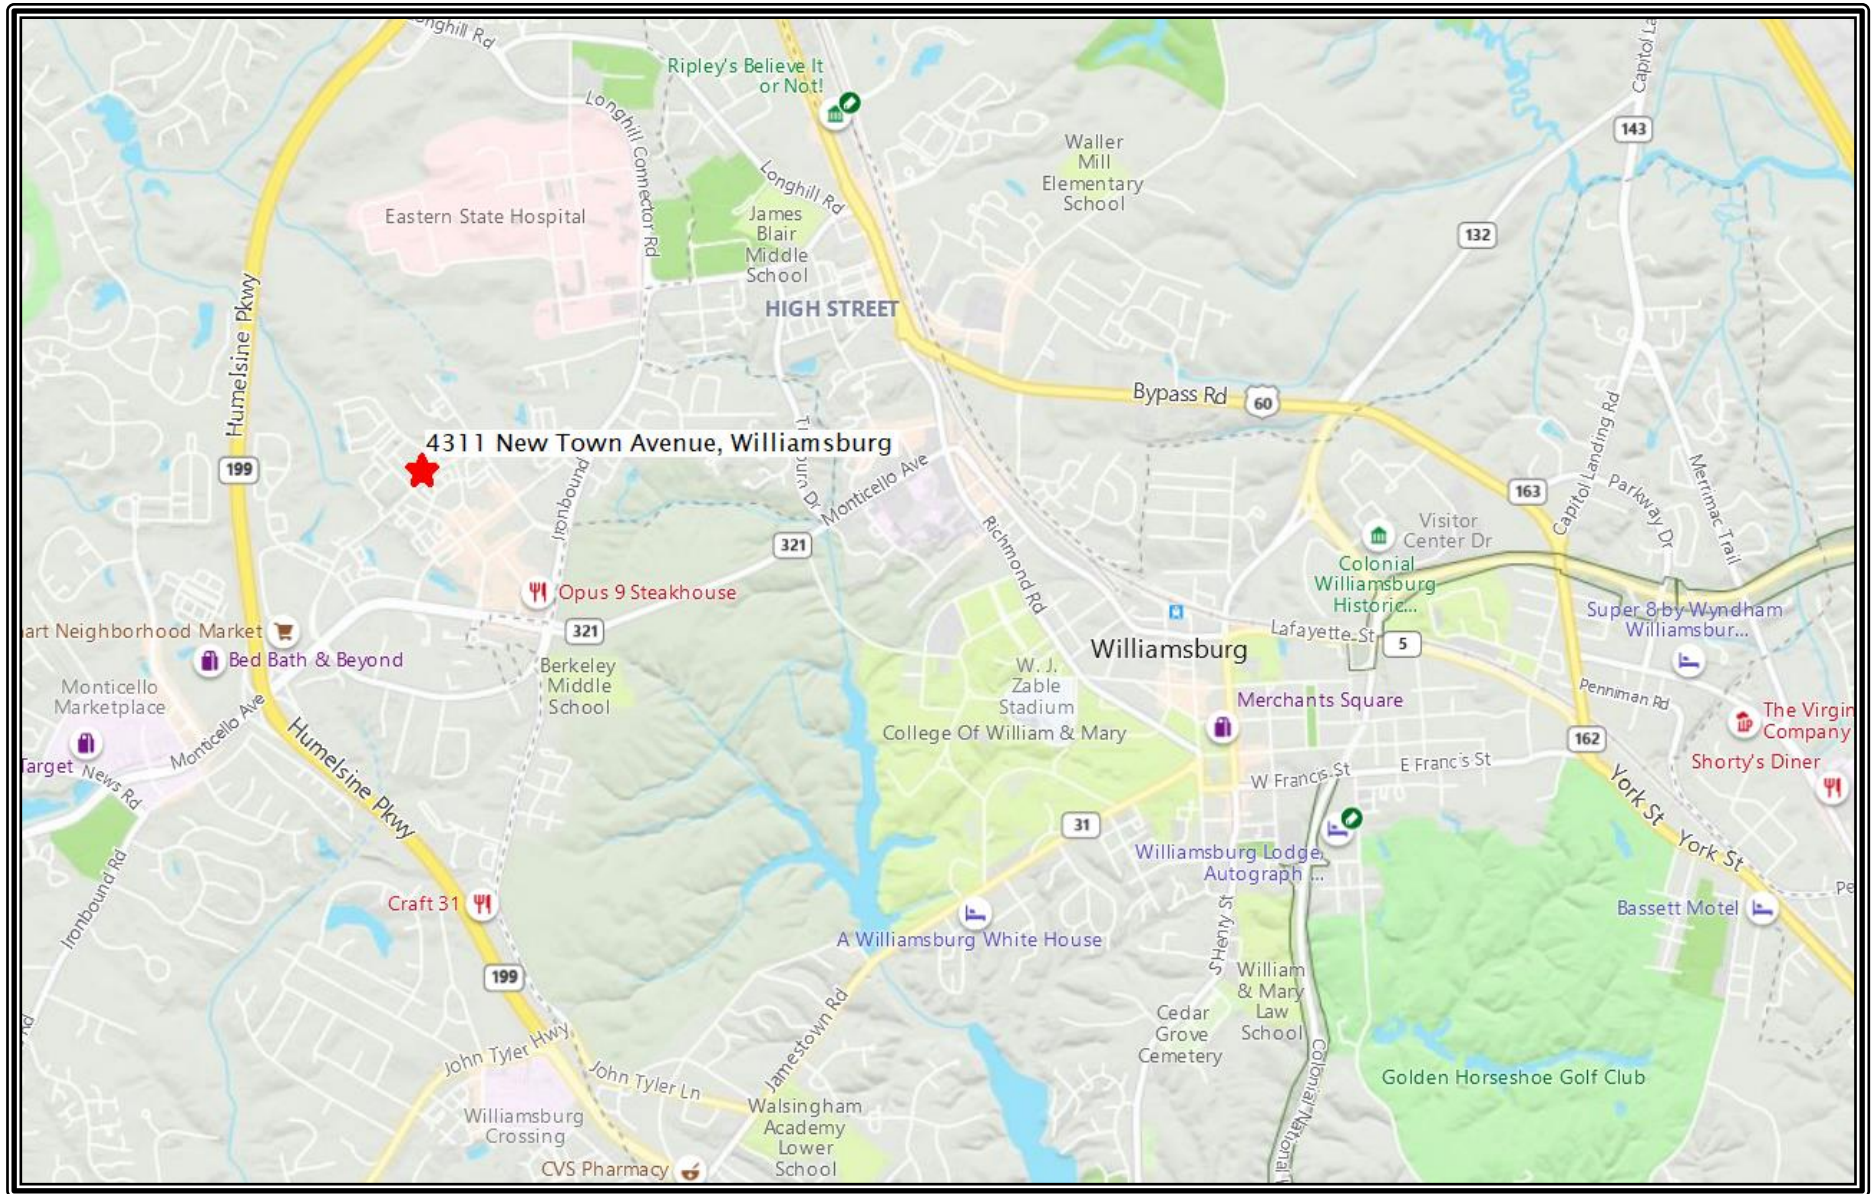 Longhill Rd
Capitol La
Ripley's Believe It
or Not!
143
Longhill Connector Rd
Waller
Mill
Elementary
School
Longhill Rd
Eastern State Hospital
James
Blair
Middle
School
132
HIGH STREET
Humelsine Pkwy
Bypass Rd
60
4311 New Town Avenue, Williamsburg
199
Ironbound
Monticello Ave
Capitol Landing Rd
Merrimac Trail
163
Parkway Dr
Richmond Rd
Visitor
Center Dr
321
Colonial
Williamsburg
Historic...
Opus 9 Steakhouse
Super 8 by Wyndham
Williamsbur...
art Neighborhood Market
321
Lafayette St
5
Williamsburg
Bed Bath & Beyond
Berkeley
Middle
School
W. J.
Zable
Stadium
Monticello
Marketplace
Merchants Square
Penniman Rd
The Virgin
Company
College Of William & Mary
162
Monticello Ave
Target
News Rd
Humelsine Pkwy
W Francis St
E Francis St
Shorty's Diner
York St
31
York St
Williamsburg Lodge,
Autograph ...
Ironbound Rd
Craft 31
Bassett Motel
Pe
A Williamsburg White House
S Henry St
199
William
& Mary
Law
School
Jamestown Rd
Cedar
Grove
Cemetery
John Tyler Hwy
John Tyler Ln
Colonial National
Golden Horseshoe Golf Club
Williamsburg
Crossing
Walsingham
Academy
Lower
School
CVS Pharmacy